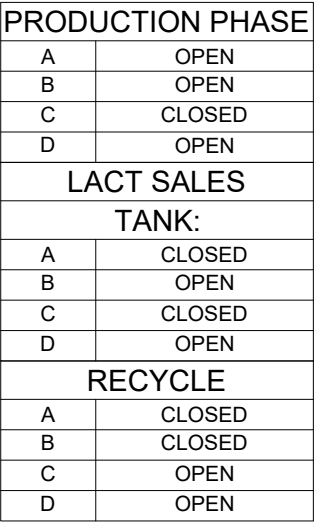 PRODUCTION PHASE
A OPEN
B OPEN
C CLOSED
D OPEN
LACT SALES
TANK:
A CLOSED
B OPEN
C CLOSED
D OPEN
RECYCLE
A CLOSED
B CLOSED
C OPEN
D OPEN